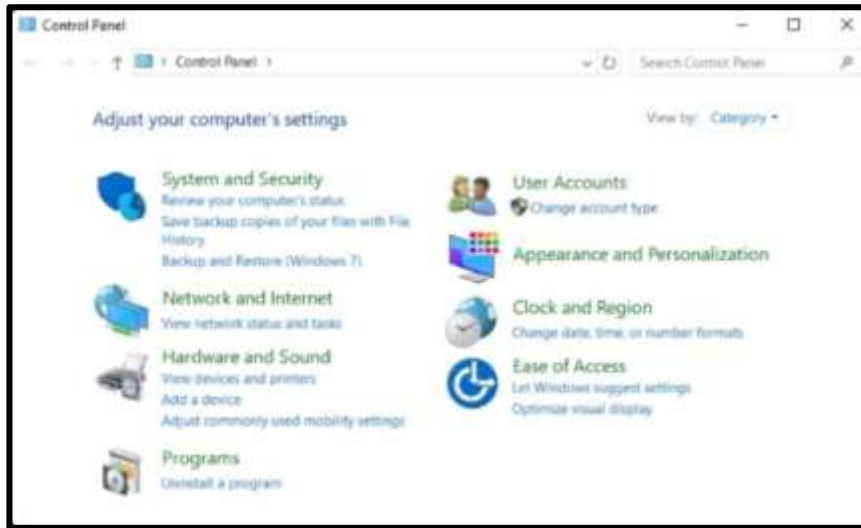 Control Panel
Control Panel
Search Control Panel
Adjust your computer's settings
View by: Category
System and Security
Review your computer's status
Save backup copies of your files with File
History
Backup and Restore (Windows 7)
Network and Internet
View network status and tasks
Hardware and Sound
View devices and printers
Add a device
Adjust commonly used mobility settings
Programs
Uninstall a program
User Accounts
Change account type
Appearance and Personalization
Clock and Region
Change date, time, or number formats
Ease of Access
Let Windows suggest settings
Optimize visual display